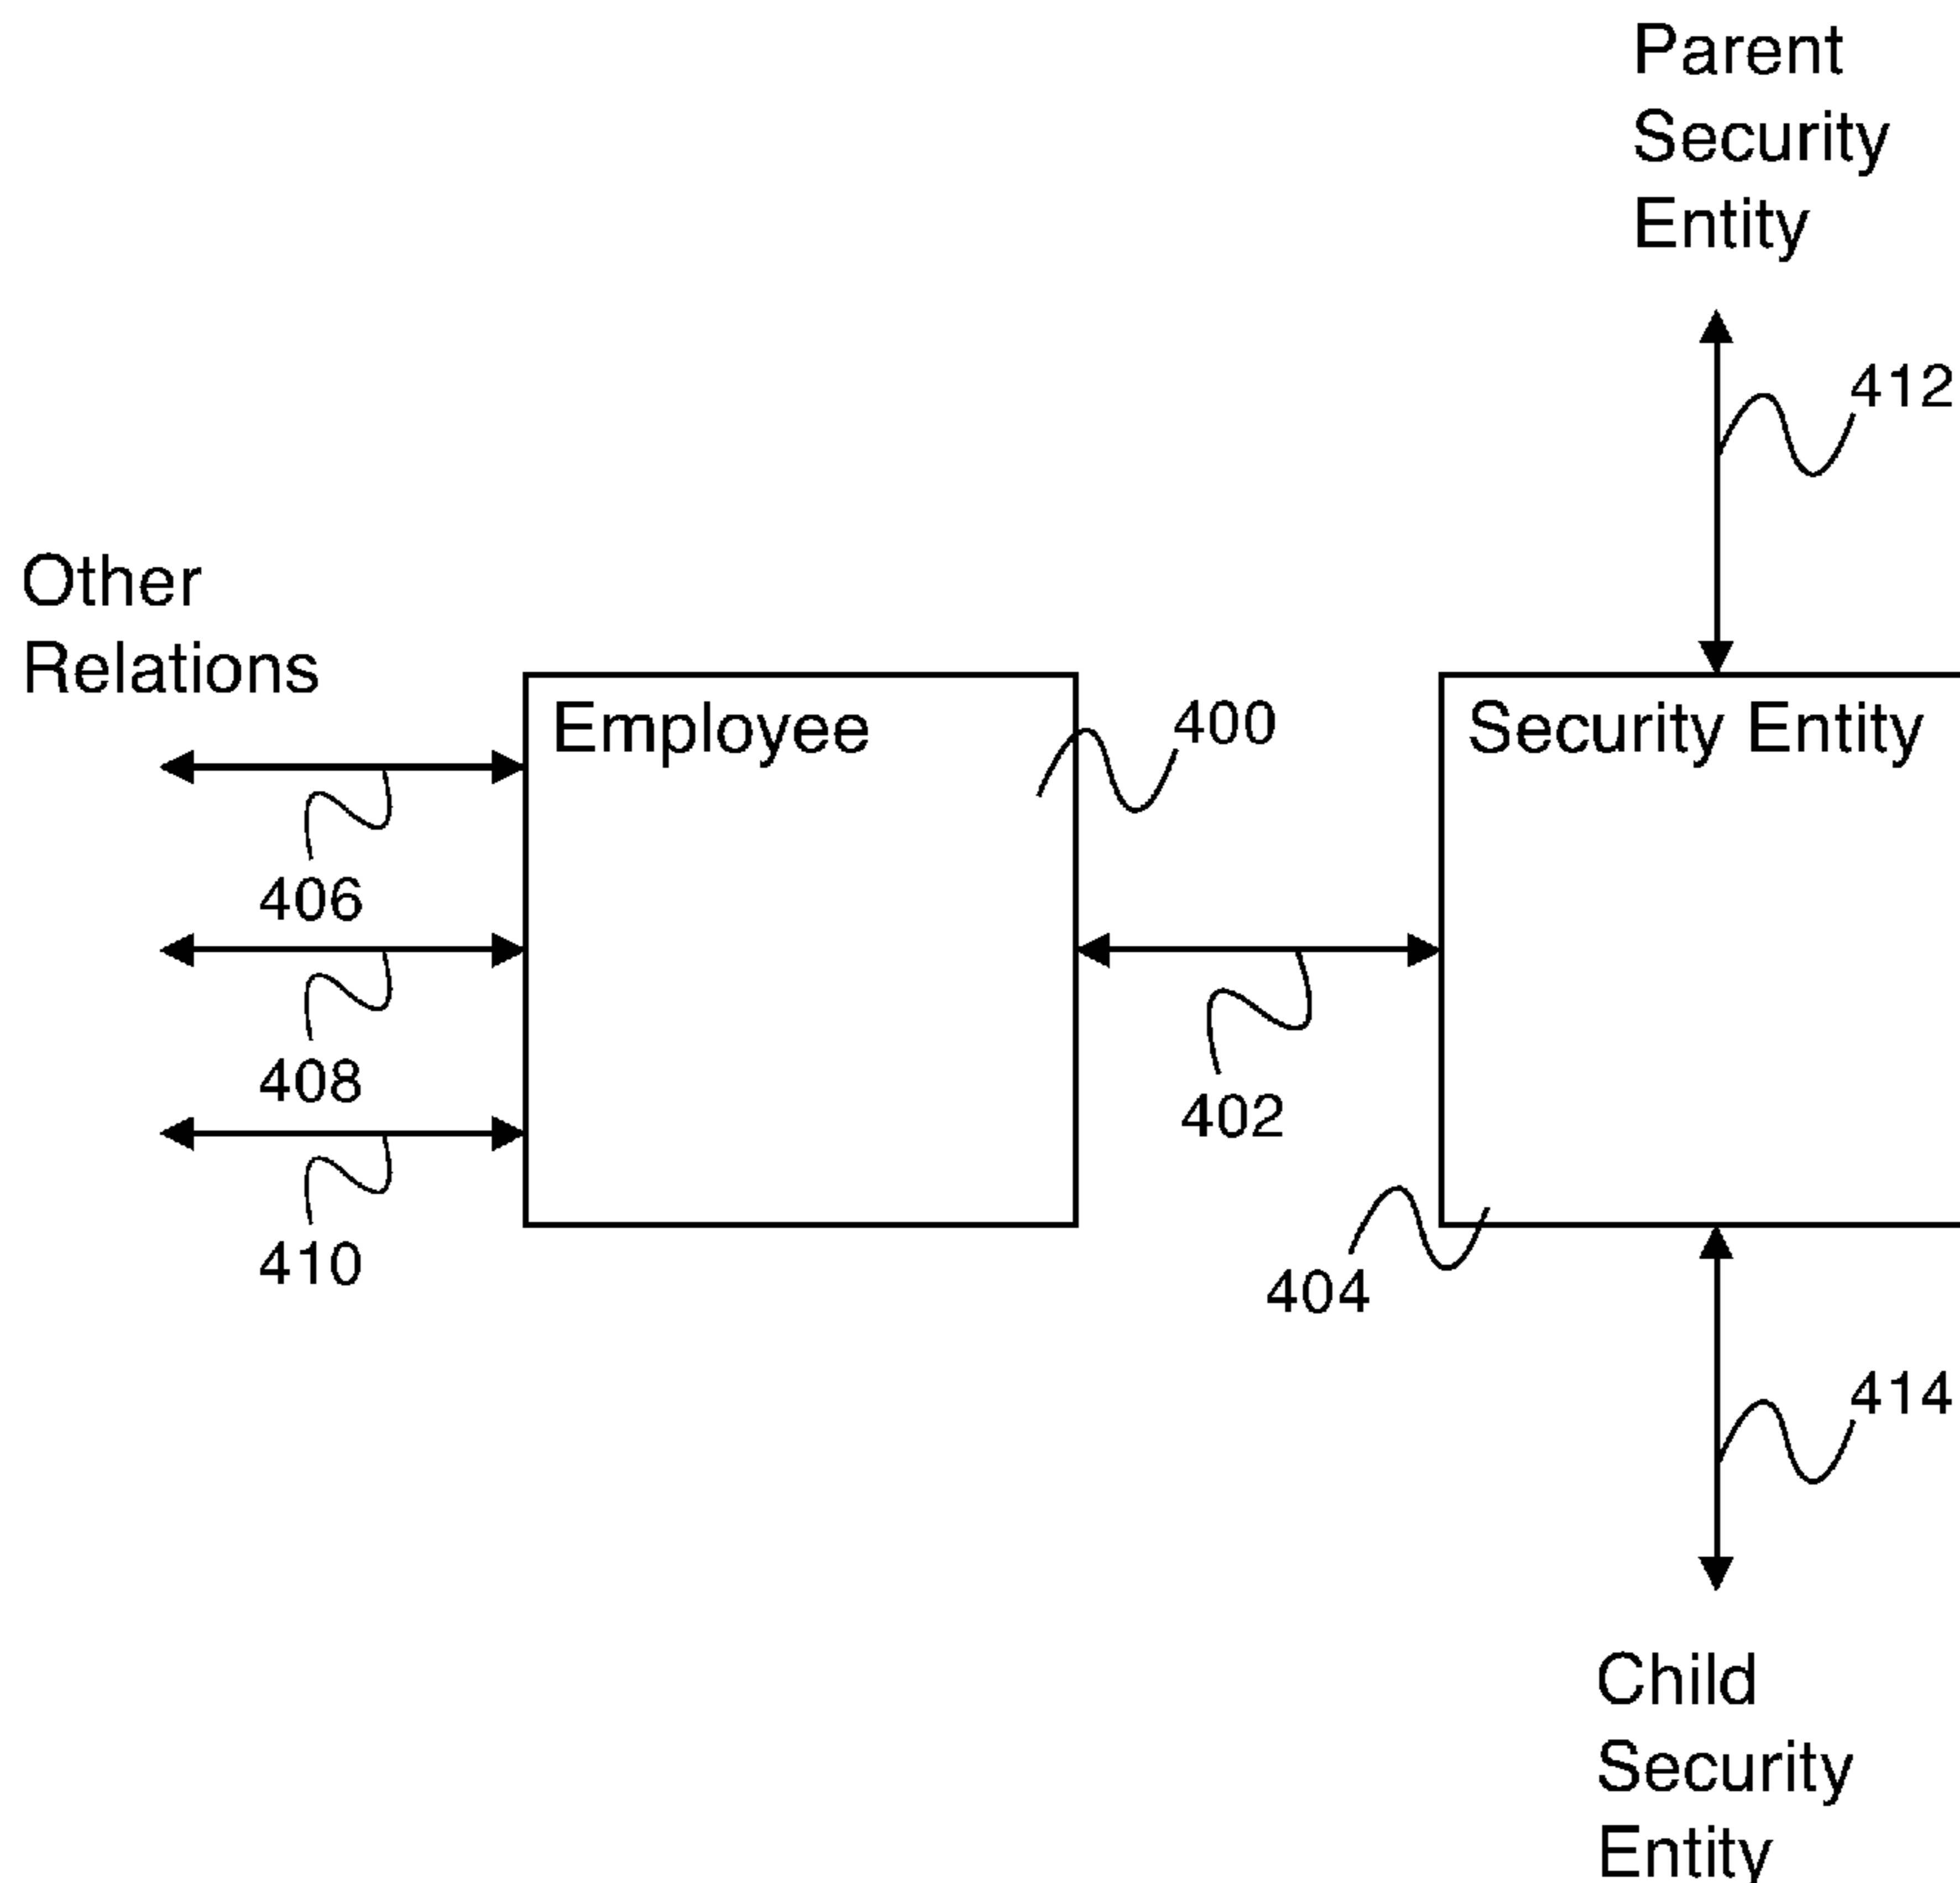 Parent
Security
Entity
412
Other
Relations
Employee
400
Security Entity
406
408
402
410
404
414
Child
Security
Entity